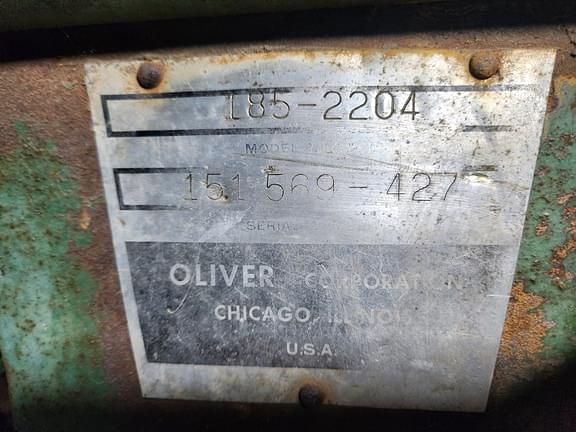 185-2204
MODEL
151 569-427
SERIAL
OLIVER CORPORATION
CHICAGO, ILLINOIS
U.S.A.